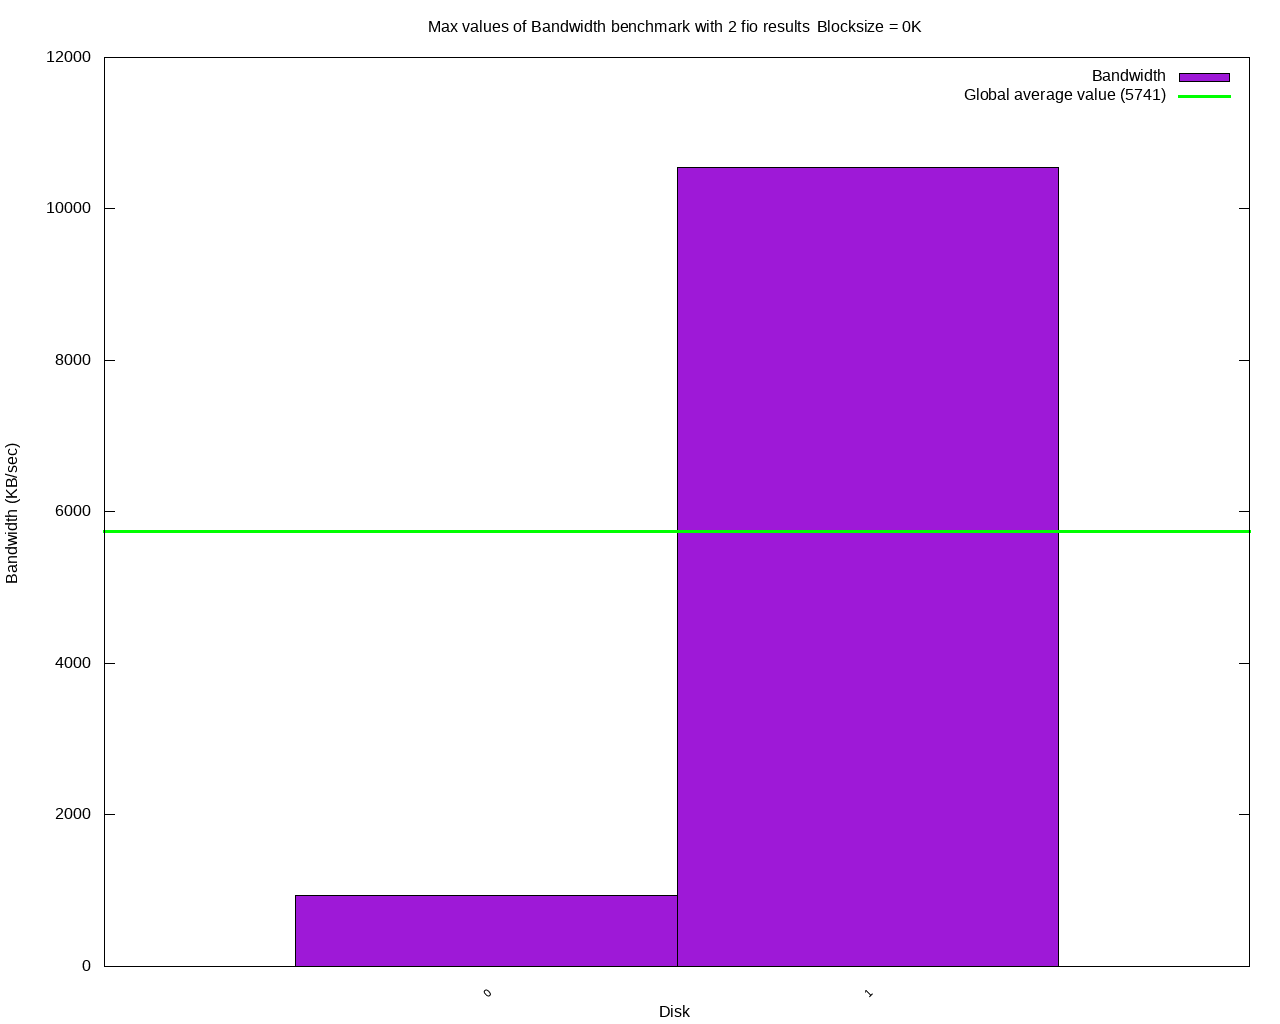 Max values of Bandwidth benchmark with 2 fio results Blocksize = 0K
12000
10000
8000
6000
4000
2000
0
Bandwidth (KB/sec)
Bandwidth
Global average value (5741)
0
1
Disk